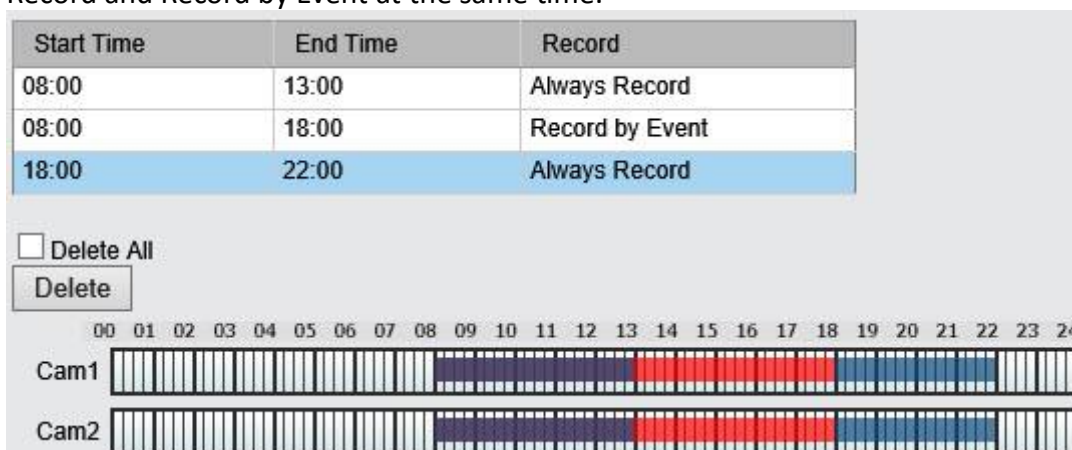 Record and Record by Event at the same time.
Start Time End Time Record
08:00 13:00 Always Record
08:00 18:00 Record by Event
18:00 22:00 Always Record
Delete All
Delete
00 01 02 03 04 05 06 07 08 09 10 11 12 13 14 15 16 17 18 19 20 21 22 23 24
Cam1
Cam2